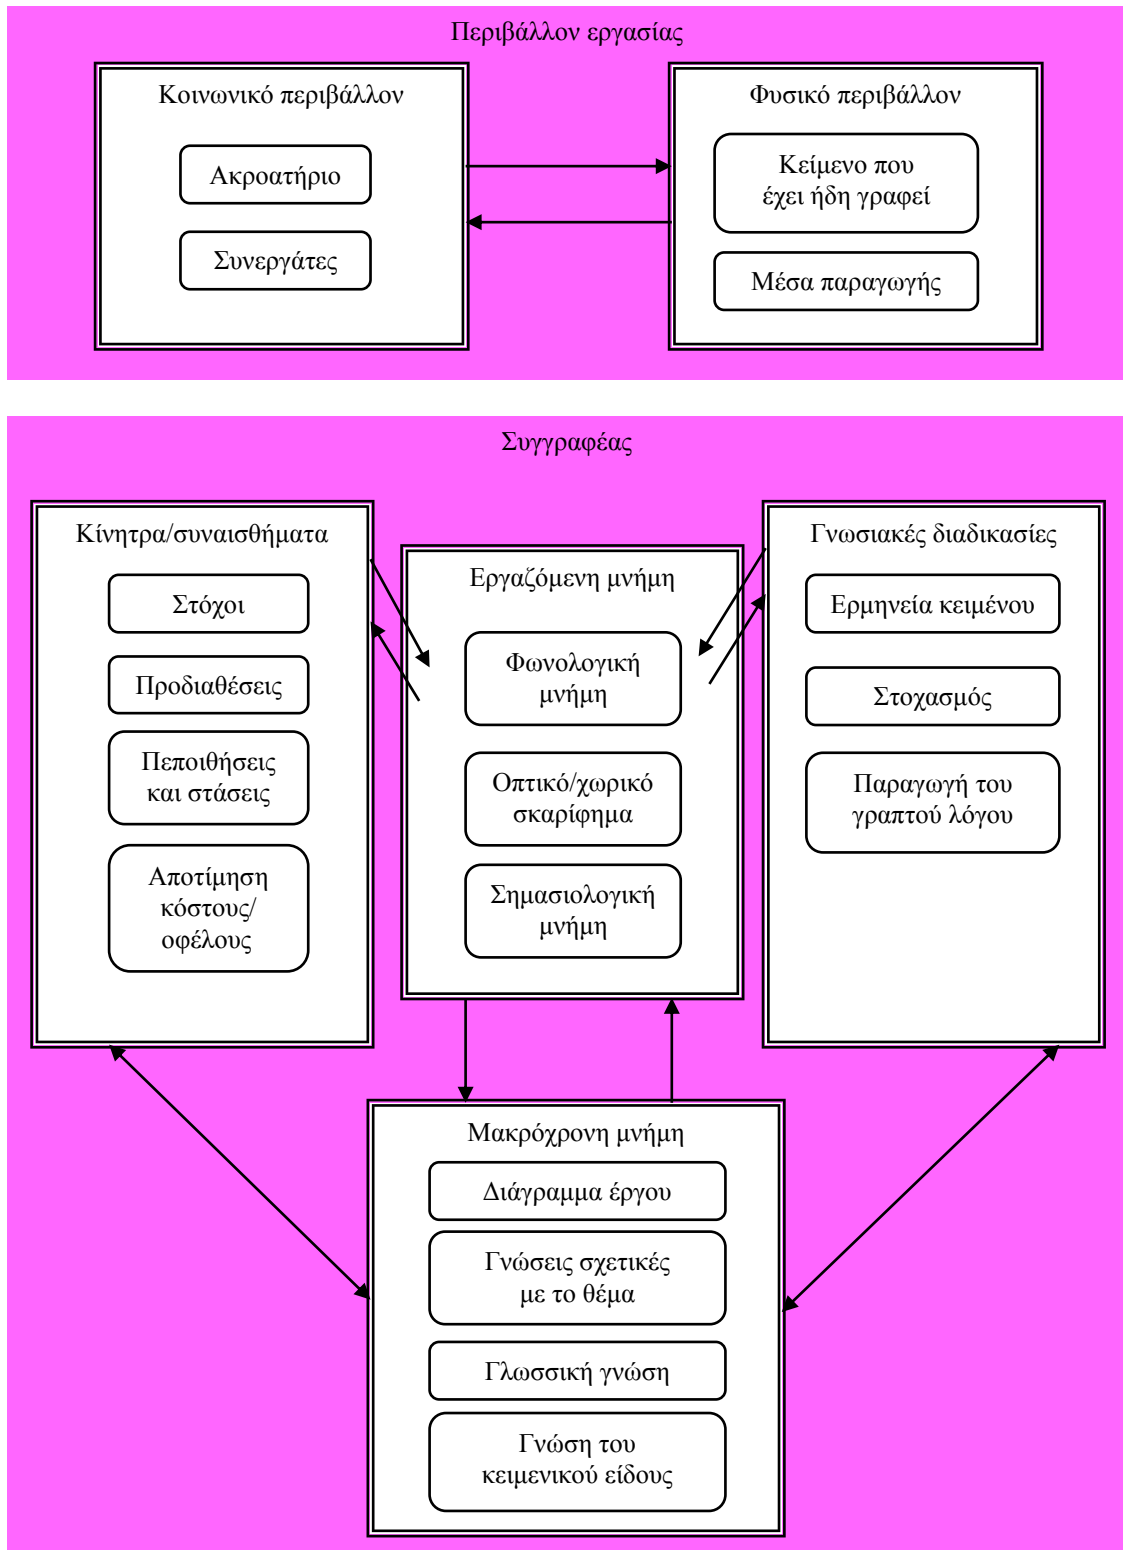 Περιβάλλον εργασίας
Κοινωνικό περιβάλλον
Ακροατήριο
Συνεργάτες
Φυσικό περιβάλλον
Κείμενο που
έχει ήδη γραφεί
Μέσα παραγωγής
Συγγραφέας
Κίνητρα/συναισθήματα
Στόχοι
Προδιαθέσεις
Πεποιθήσεις
και στάσεις
Αποτίμηση
κόστους/
οφέλους
Εργαζόμενη μνήμη
Φωνολογική
μνήμη
Οπτικό/χωρικό
σκαρίφημα
Σημασιολογική
μνήμη
Γνωσιακές διαδικασίες
Ερμηνεία κειμένου
Στοχασμός
Παραγωγή του
γραπτού λόγου
Μακρόχρονη μνήμη
Διάγραμμα έργου
Γνώσεις σχετικές
με το θέμα
Γλωσσική γνώση
Γνώση του
κειμενικού είδους